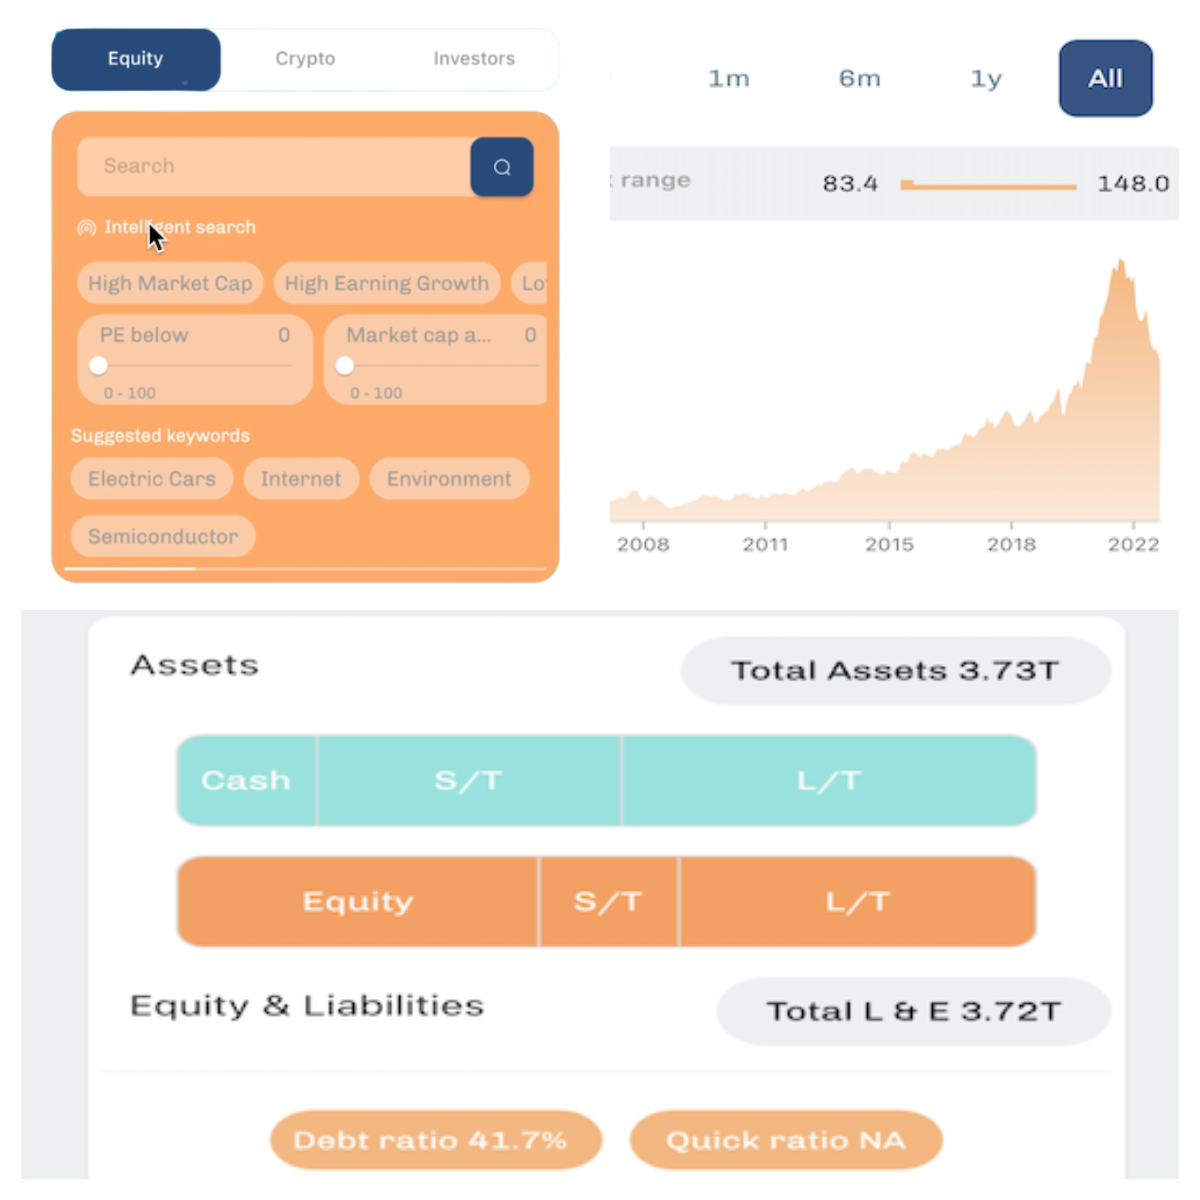 Equity Crypto Investors
Search
Intelligent search
High Market Cap High Earning Growth Lo
PE below 0 Market cap a... 0
0 - 100 0 - 100
Suggested keywords
Electric Cars Internet Environment
Semiconductor
1m 6m 1y All
range 83.4 148.0
2008 2011 2015 2018 2022
Assets Total Assets 3.73T
Cash S/T L/T
Equity S/T L/T
Equity & Liabilities Total L & E 3.72T
Debt ratio 41.7% Quick ratio NA